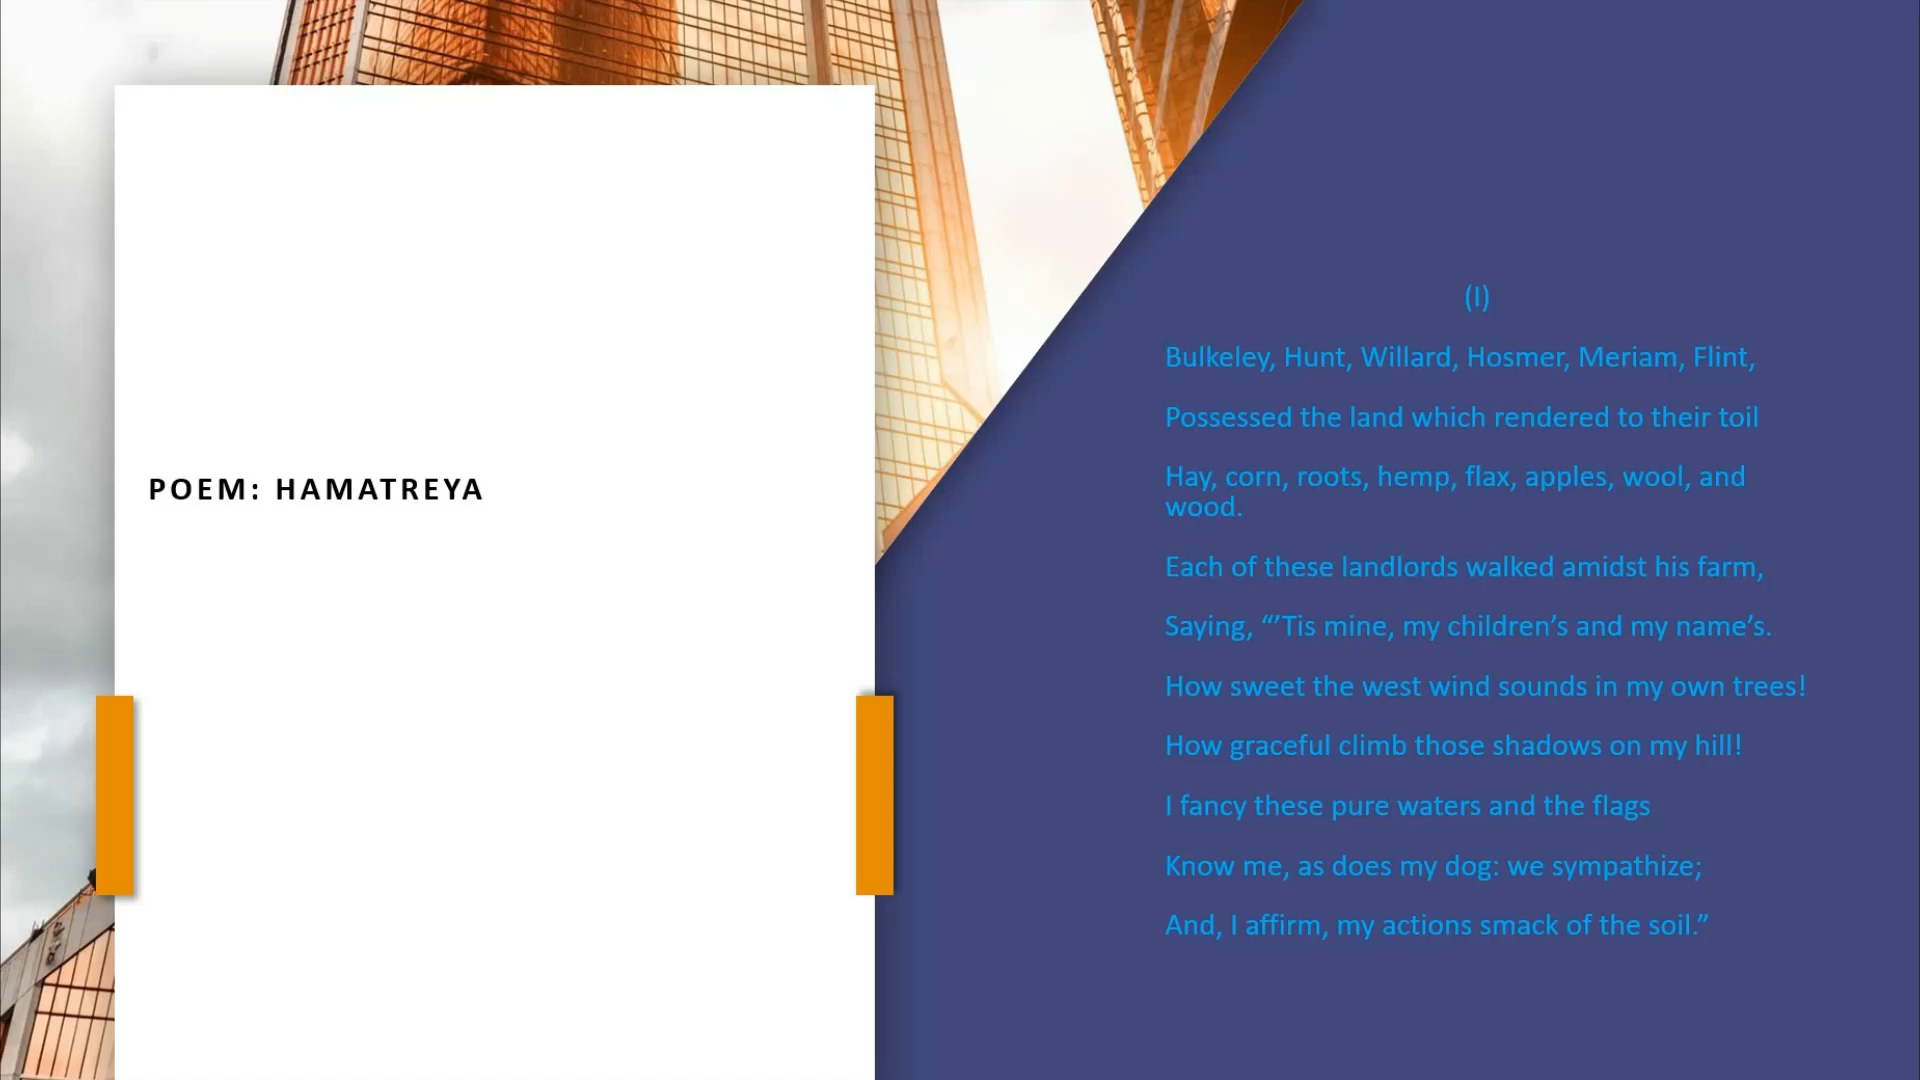 POEM: HAMATREYA
(I)
Bulkeley, Hunt, Willard, Hosmer, Meriam, Flint,
Possessed the land which rendered to their toil
Hay, corn, roots, hemp, flax, apples, wool, and
wood.
Each of these landlords walked amidst his farm,
Saying, “’Tis mine, my children’s and my name’s.
How sweet the west wind sounds in my own trees!
How graceful climb those shadows on my hill!
I fancy these pure waters and the flags
Know me, as does my dog: we sympathize;
And, I affirm, my actions smack of the soil.”